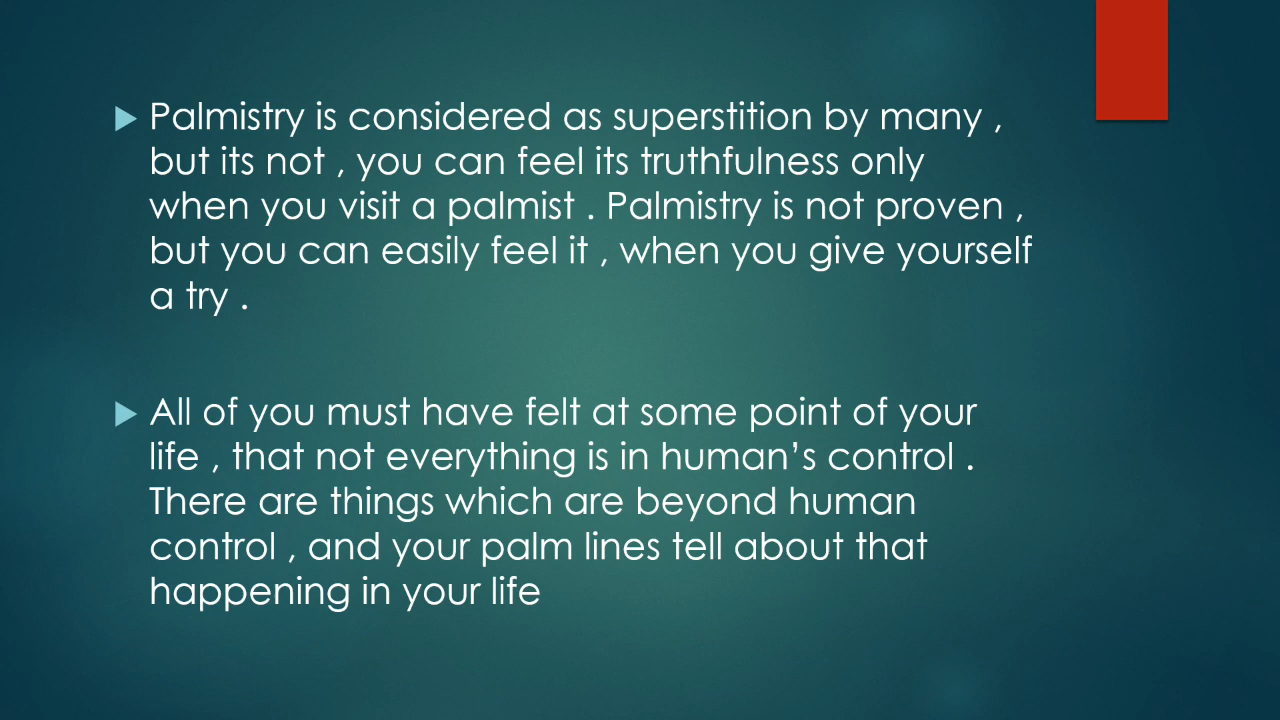 Palmistry is considered as superstition by many ,
but its not , you can feel its truthfulness only
when you visit a palmist . Palmistry is not proven ,
but you can easily feel it , when you give yourself
a try .
All of you must have felt at some point of your
life , that not everything is in human’s control .
There are things which are beyond human
control , and your palm lines tell about that
happening in your life